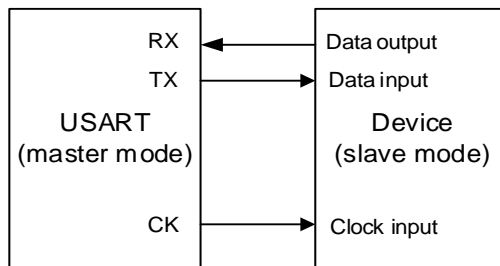 RX
Data output
TX
Data input
USART
(master mode)
Device
(slave mode)
CK
Clock input